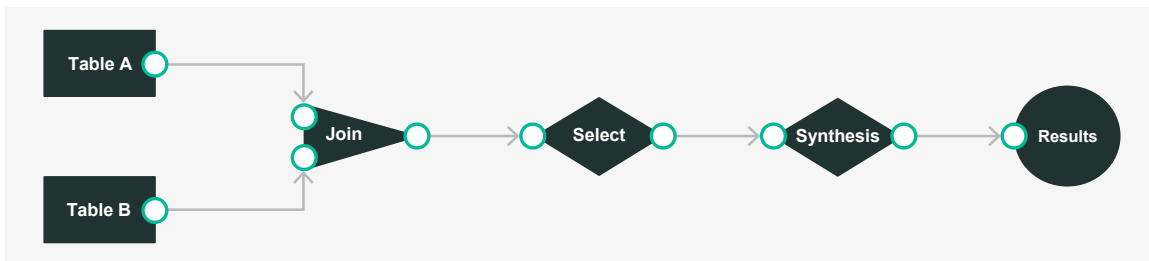 Table A
Join
Select
Synthesis
Results
Table B